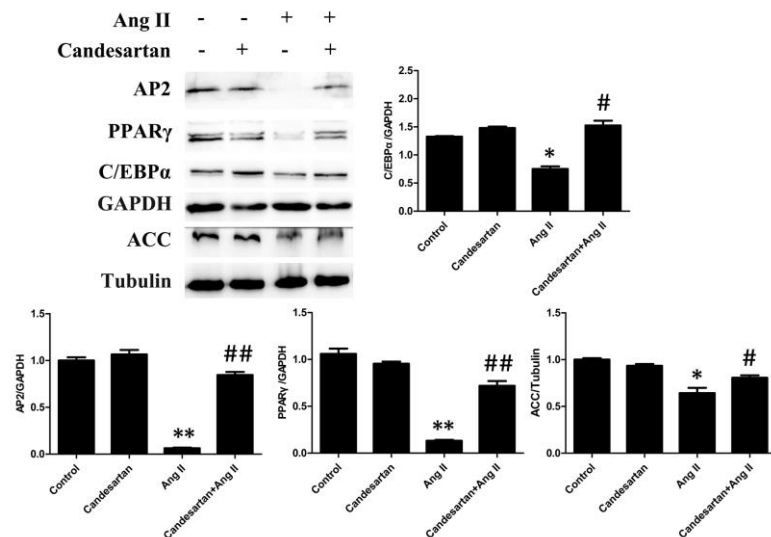 Ang II - - + +
Candesartan - + - +
AP2
PPARγ
C/EBPα
GAPDH
ACC
Tubulin
C/EBPα/GAPDH
2.0
1.5
1.0
0.5
0.0
*
#
Control
Candesartan
Ang II
Candesartan+Ang II
AP2/GAPDH
1.5
1.0
0.5
0.0
**
##
Control
Candesartan
Ang II
Candesartan+Ang II
PPARγ/GAPDH
1.5
1.0
0.5
0.0
**
##
Control
Candesartan
Ang II
Candesartan+Ang II
ACC/Tubulin
1.5
1.0
0.5
0.0
*
#
Control
Candesartan
Ang II
Candesartan+Ang II